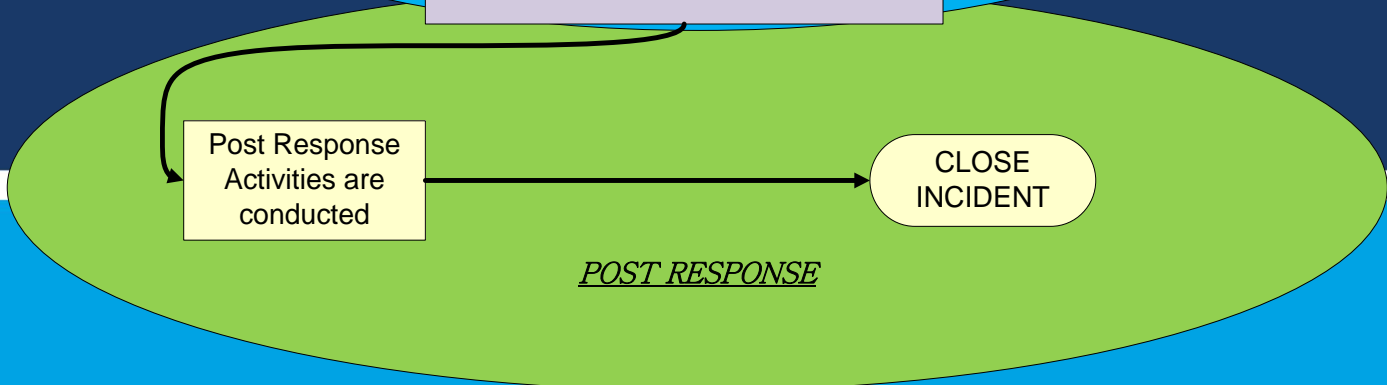 Post Response
Activities are
conducted
CLOSE
INCIDENT
POST RESPONSE